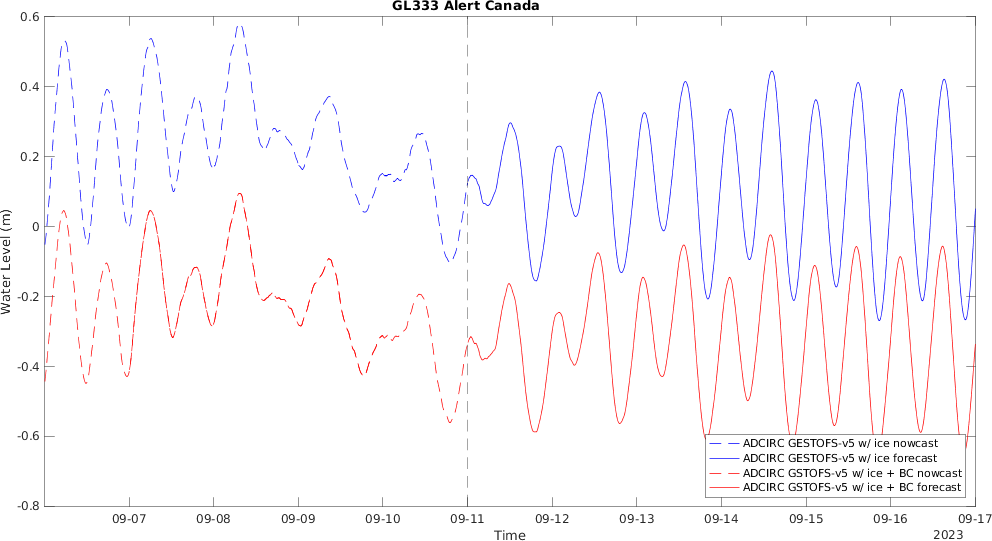 GL333 Alert Canada
0.6
0.4
0.2
0
-0.2
-0.4
-0.6
-0.8
Water Level (m)
ADCIRC GESTOFS-v5 w/ ice nowcast
ADCIRC GESTOFS-v5 w/ ice forecast
ADCIRC GSTOFS-v5 w/ ice + BC nowcast
ADCIRC GSTOFS-v5 w/ ice + BC forecast
09-07 09-08 09-09 09-10 09-11 09-12 09-13 09-14 09-15 09-16 09-17
Time
2023